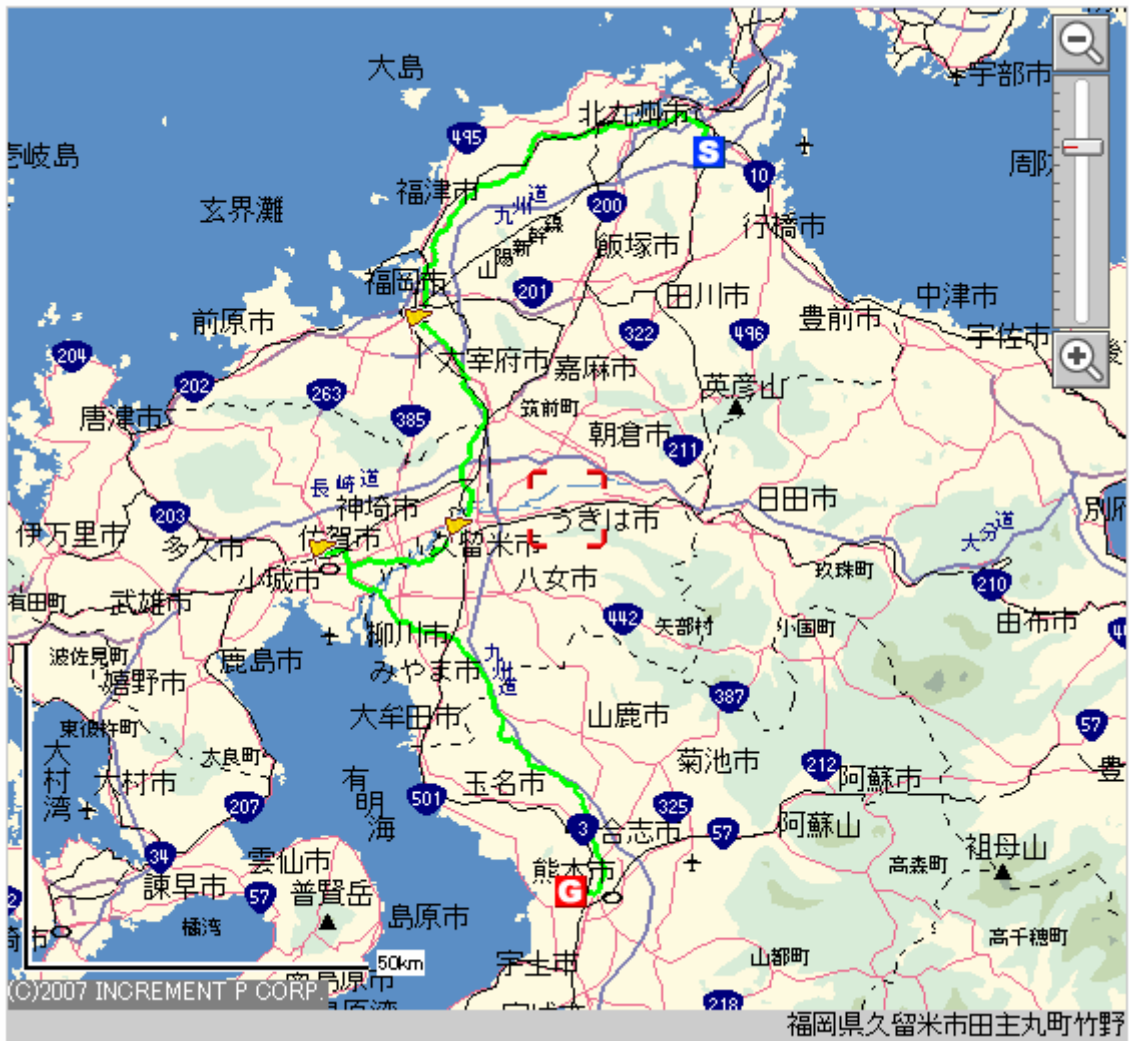 大島
宇部市
北九州市
495
S
壱岐島
周防
福津市
10
玄界灘
九州道
200
行橋市
山陽新幹線
飯塚市
福岡市
201
田川市
中津市
前原市
322
496
豊前市
宇佐市
204
太宰府市
嘉麻市
202
263
英彦山
唐津市
385
筑前町
朝倉市
211
長崎道
神埼市
日田市
203
うきは市
別府
伊万里市
佐賀市
久留米市
大分道
多久市
小城市
八女市
玖珠町
210
有田町
武雄市
442
矢部村
小国町
由布市
柳川市
波佐見町
鹿島市
みやま市
九州道
嬉野市
387
大牟田市
山鹿市
57
東彼杵町
大村湾
太良町
菊池市
212
阿蘇市
大村市
有明海
玉名市
207
501
325
3
合志市
57
阿蘇山
34
雲仙市
熊本市
祖母山
高森町
諫早市
57
普賢岳
G
島原市
橘湾
高千穂町
山都町
50km
宇土市
(C)2007 INCREMENT P CORP.
218
福岡県久留米市田主丸町竹野